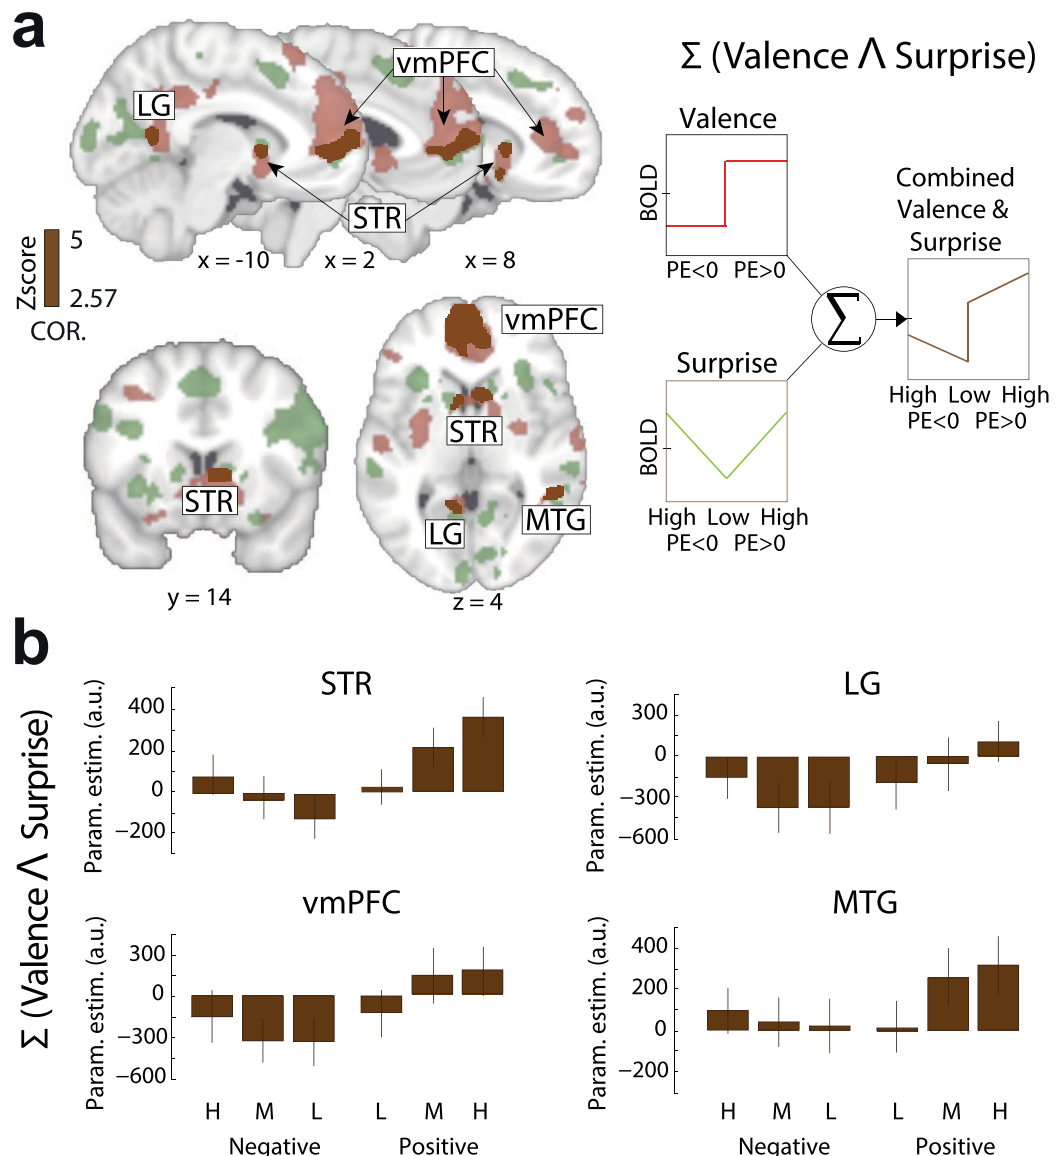 a
vmPFC
LG
STR
Zscore
5
2.57
COR.
x = -10
x = 2
x = 8
vmPFC
STR
STR
LG
MTG
y = 14
z = 4
Σ (Valence Λ Surprise)
Valence
BOLD
PE<0 PE>0
Combined
Valence &
Surprise
Σ
High Low High
PE<0 PE>0
Surprise
BOLD
High Low High
PE<0 PE>0
b
Σ (Valence Λ Surprise)
STR
Param. estim. (a.u.)
400
200
0
−200
LG
Param. estim. (a.u.)
300
0
−300
−600
vmPFC
Param. estim. (a.u.)
300
0
−300
−600
H M L L M H
Negative Positive
MTG
Param. estim. (a.u.)
400
200
0
−200
H M L L M H
Negative Positive